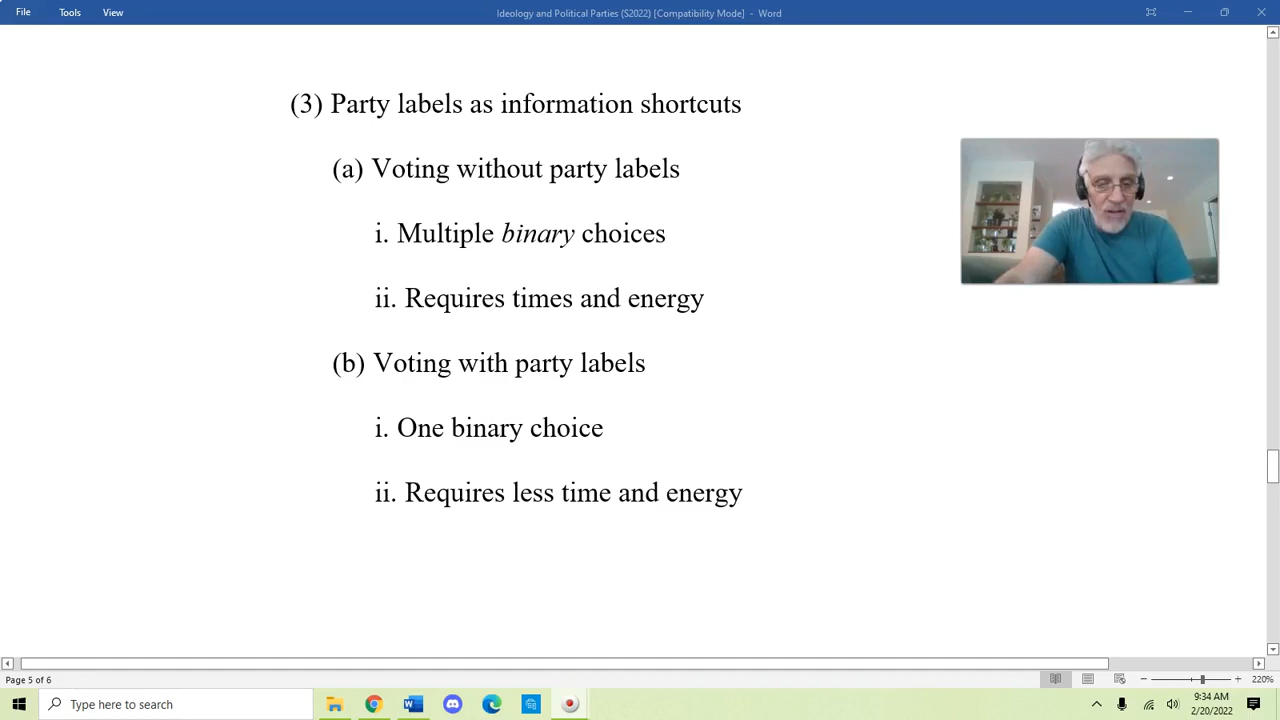 File Tools View Ideology and Political Parties (S2022) [Compatibility Mode] - Word
(3) Party labels as information shortcuts
(a) Voting without party labels
i. Multiple binary choices
ii. Requires times and energy
(b) Voting with party labels
i. One binary choice
ii. Requires less time and energy
Page 5 of 6 220%
Type here to search 9:34 AM
2/20/2022